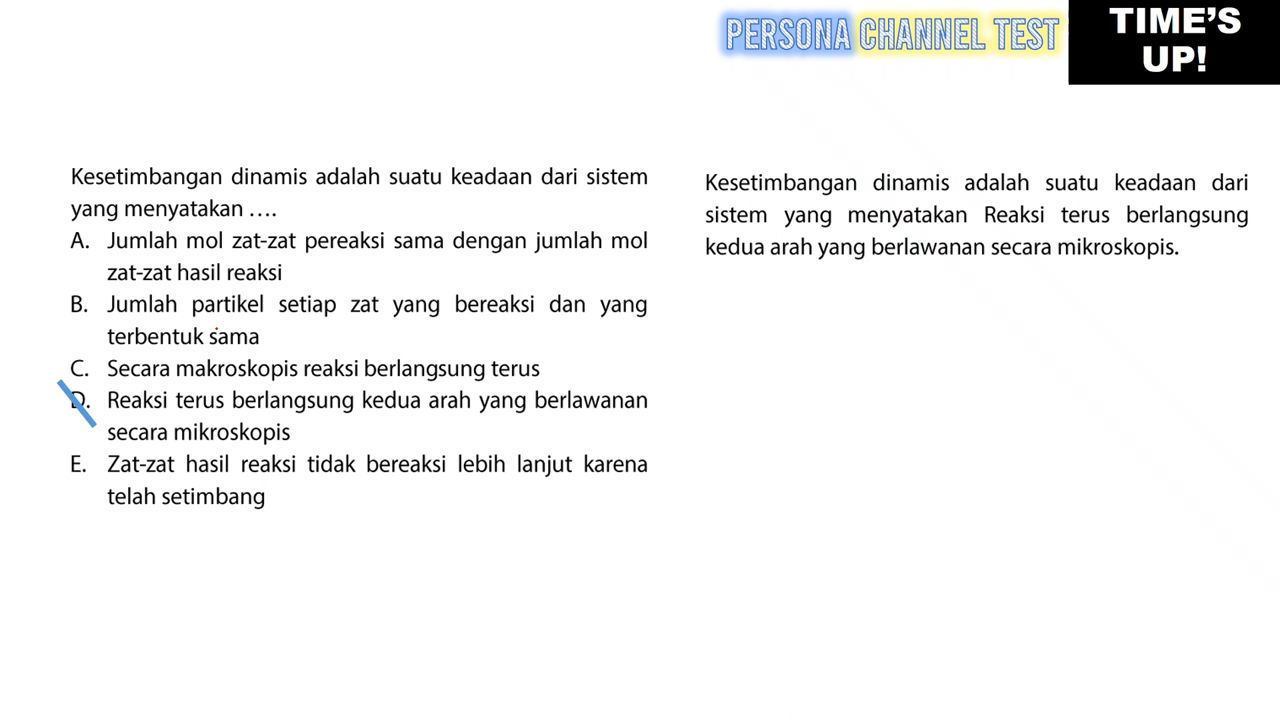 PERSONA CHANNEL TEST
TIME'S
UP!
Kesetimbangan dinamis adalah suatu keadaan dari sistem
yang menyatakan ....
A. Jumlah mol zat-zat pereaksi sama dengan jumlah mol
zat-zat hasil reaksi
B. Jumlah partikel setiap zat yang bereaksi dan yang
terbentuk sama
C. Secara makroskopis reaksi berlangsung terus
D. Reaksi terus berlangsung kedua arah yang berlawanan
secara mikroskopis
E. Zat-zat hasil reaksi tidak bereaksi lebih lanjut karena
telah setimbang
Kesetimbangan dinamis adalah suatu keadaan dari
sistem yang menyatakan Reaksi terus berlangsung
kedua arah yang berlawanan secara mikroskopis.